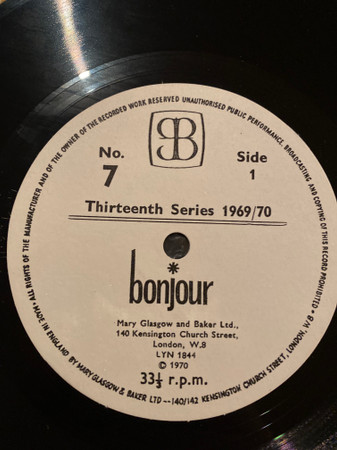 • ALL RIGHTS OF THE MANUFACTURER AND OF THE OWNER OF THE RECORDED WORK RESERVED UNAUTHORISED PUBLIC PERFORMANCE, BROADCASTING AND COPYING OF THIS RECORD PROHIBITED •
GB
No.
7
Side
1
Thirteenth Series 1969/70
bonjour
Mary Glasgow and Baker Ltd.,
140 Kensington Church Street,
London, W.8
LYN 1844
© 1970
33⅓ r.p.m.
MADE IN ENGLAND BY MARY GLASGOW & BAKER LTD—140/142 KENSINGTON CHURCH STREET, LONDON, W/8